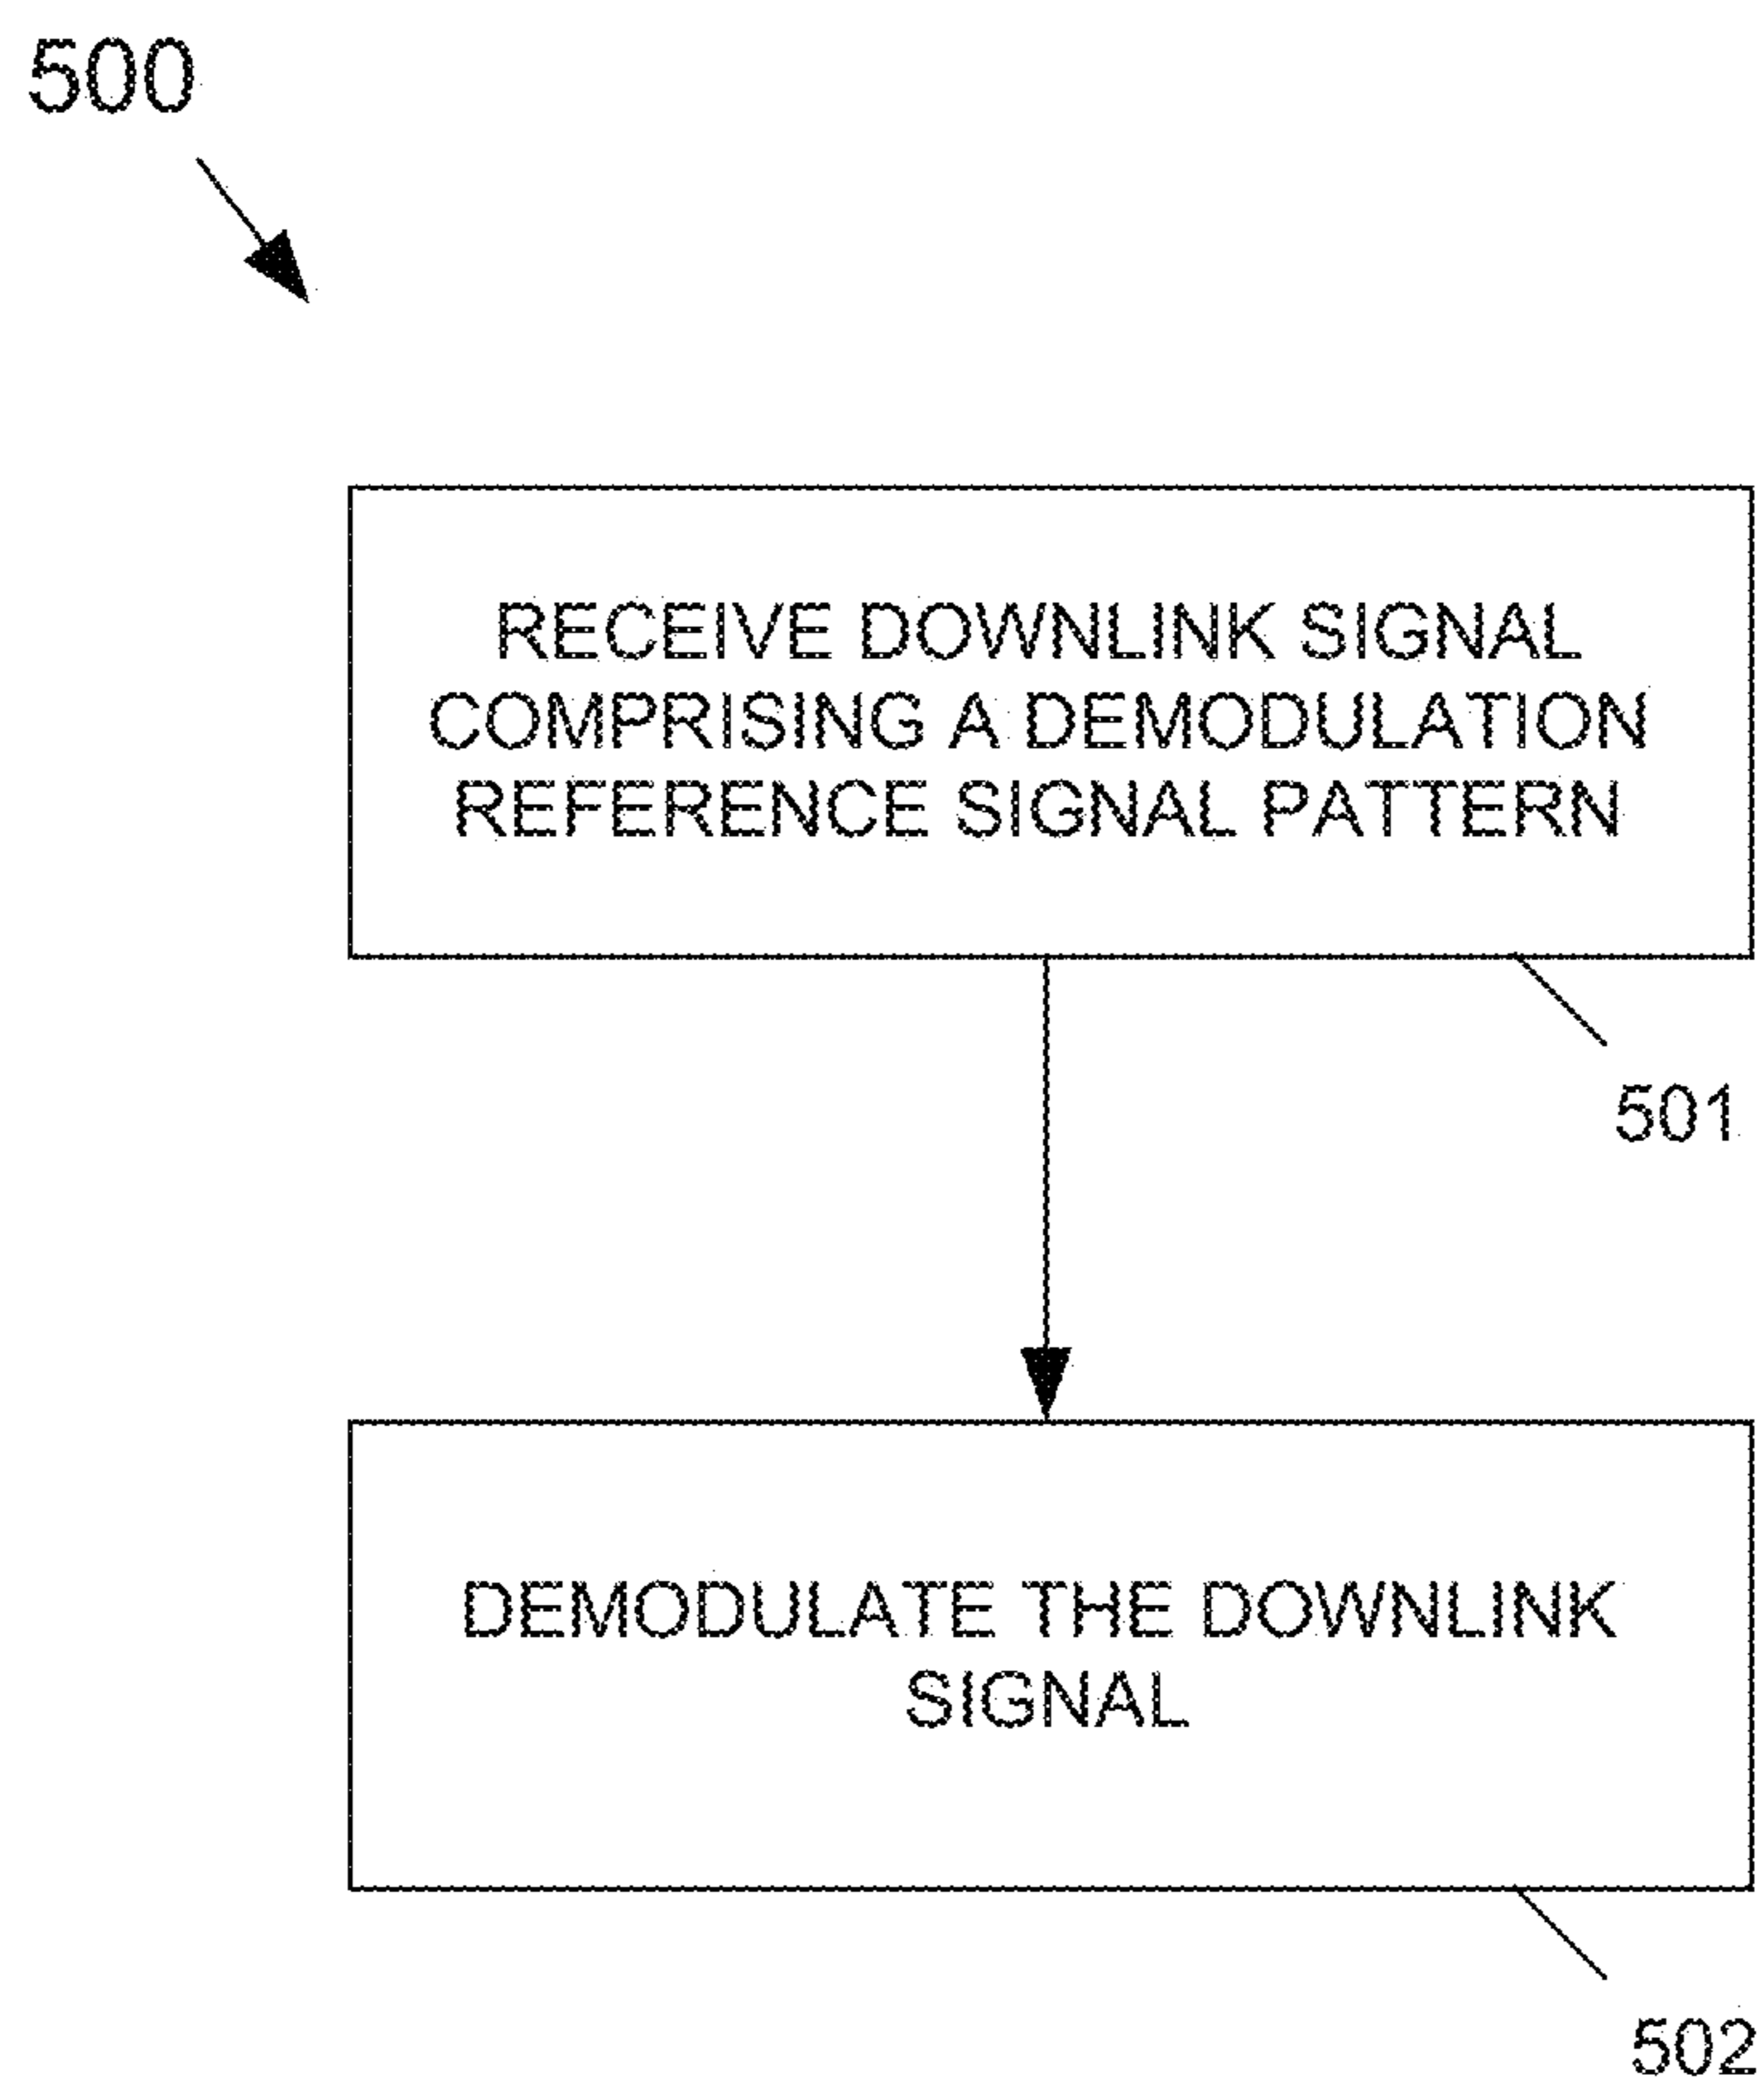 500
RECEIVE DOWNLINK SIGNAL
COMPRISING A DEMODULATION
REFERENCE SIGNAL PATTERN
501
DEMODULATE THE DOWNLINK
SIGNAL
502